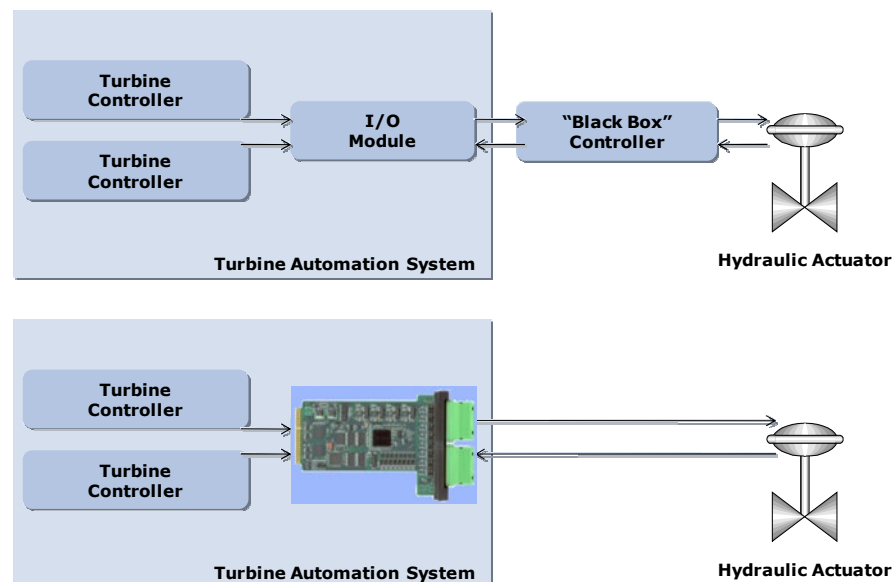 Turbine
Controller
I/O
Module
“Black Box”
Controller
Turbine
Controller
Hydraulic Actuator
Turbine Automation System
Turbine
Controller
Turbine
Controller
Hydraulic Actuator
Turbine Automation System